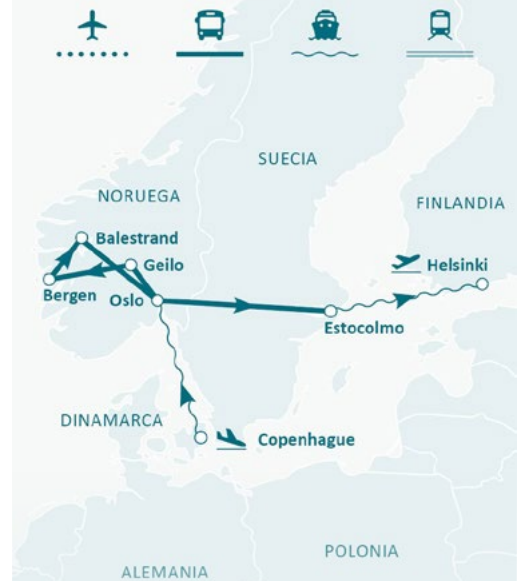 SUECIA
NORUEGA
FINLANDIA
Balestrand
Geilo
Helsinki
Bergen
Oslo
Estocolmo
DINAMARCA
Copenhague
POLONIA
ALEMANIA